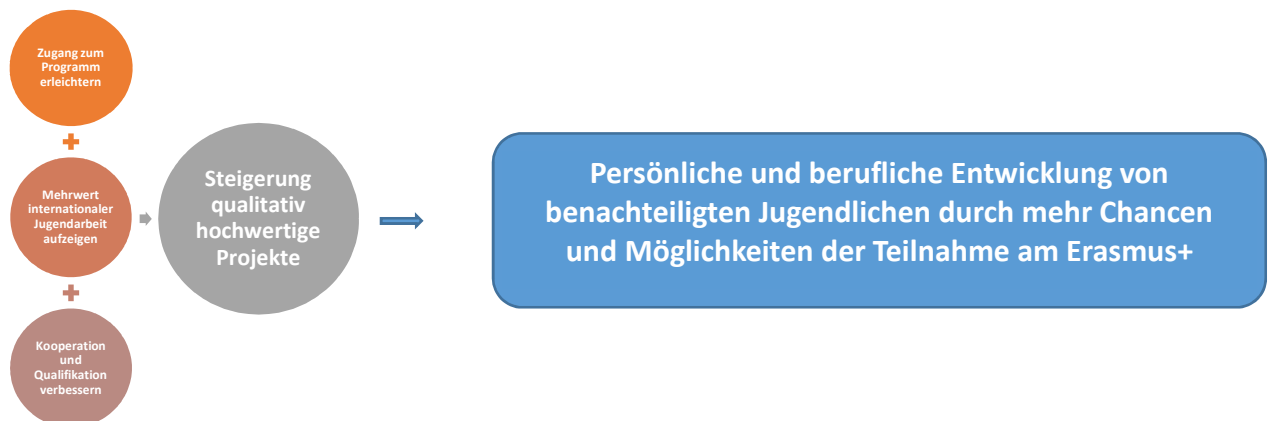 Zugang zum
Programm
erleichtern
Mehrwert
internationaler
Jugendarbeit
aufzeigen
Kooperation
und
Qualifikation
verbessern
Steigerung
qualitativ
hochwertige
Projekte
Persönliche und berufliche Entwicklung von
benachteiligten Jugendlichen durch mehr Chancen
und Möglichkeiten der Teilnahme am Erasmus+